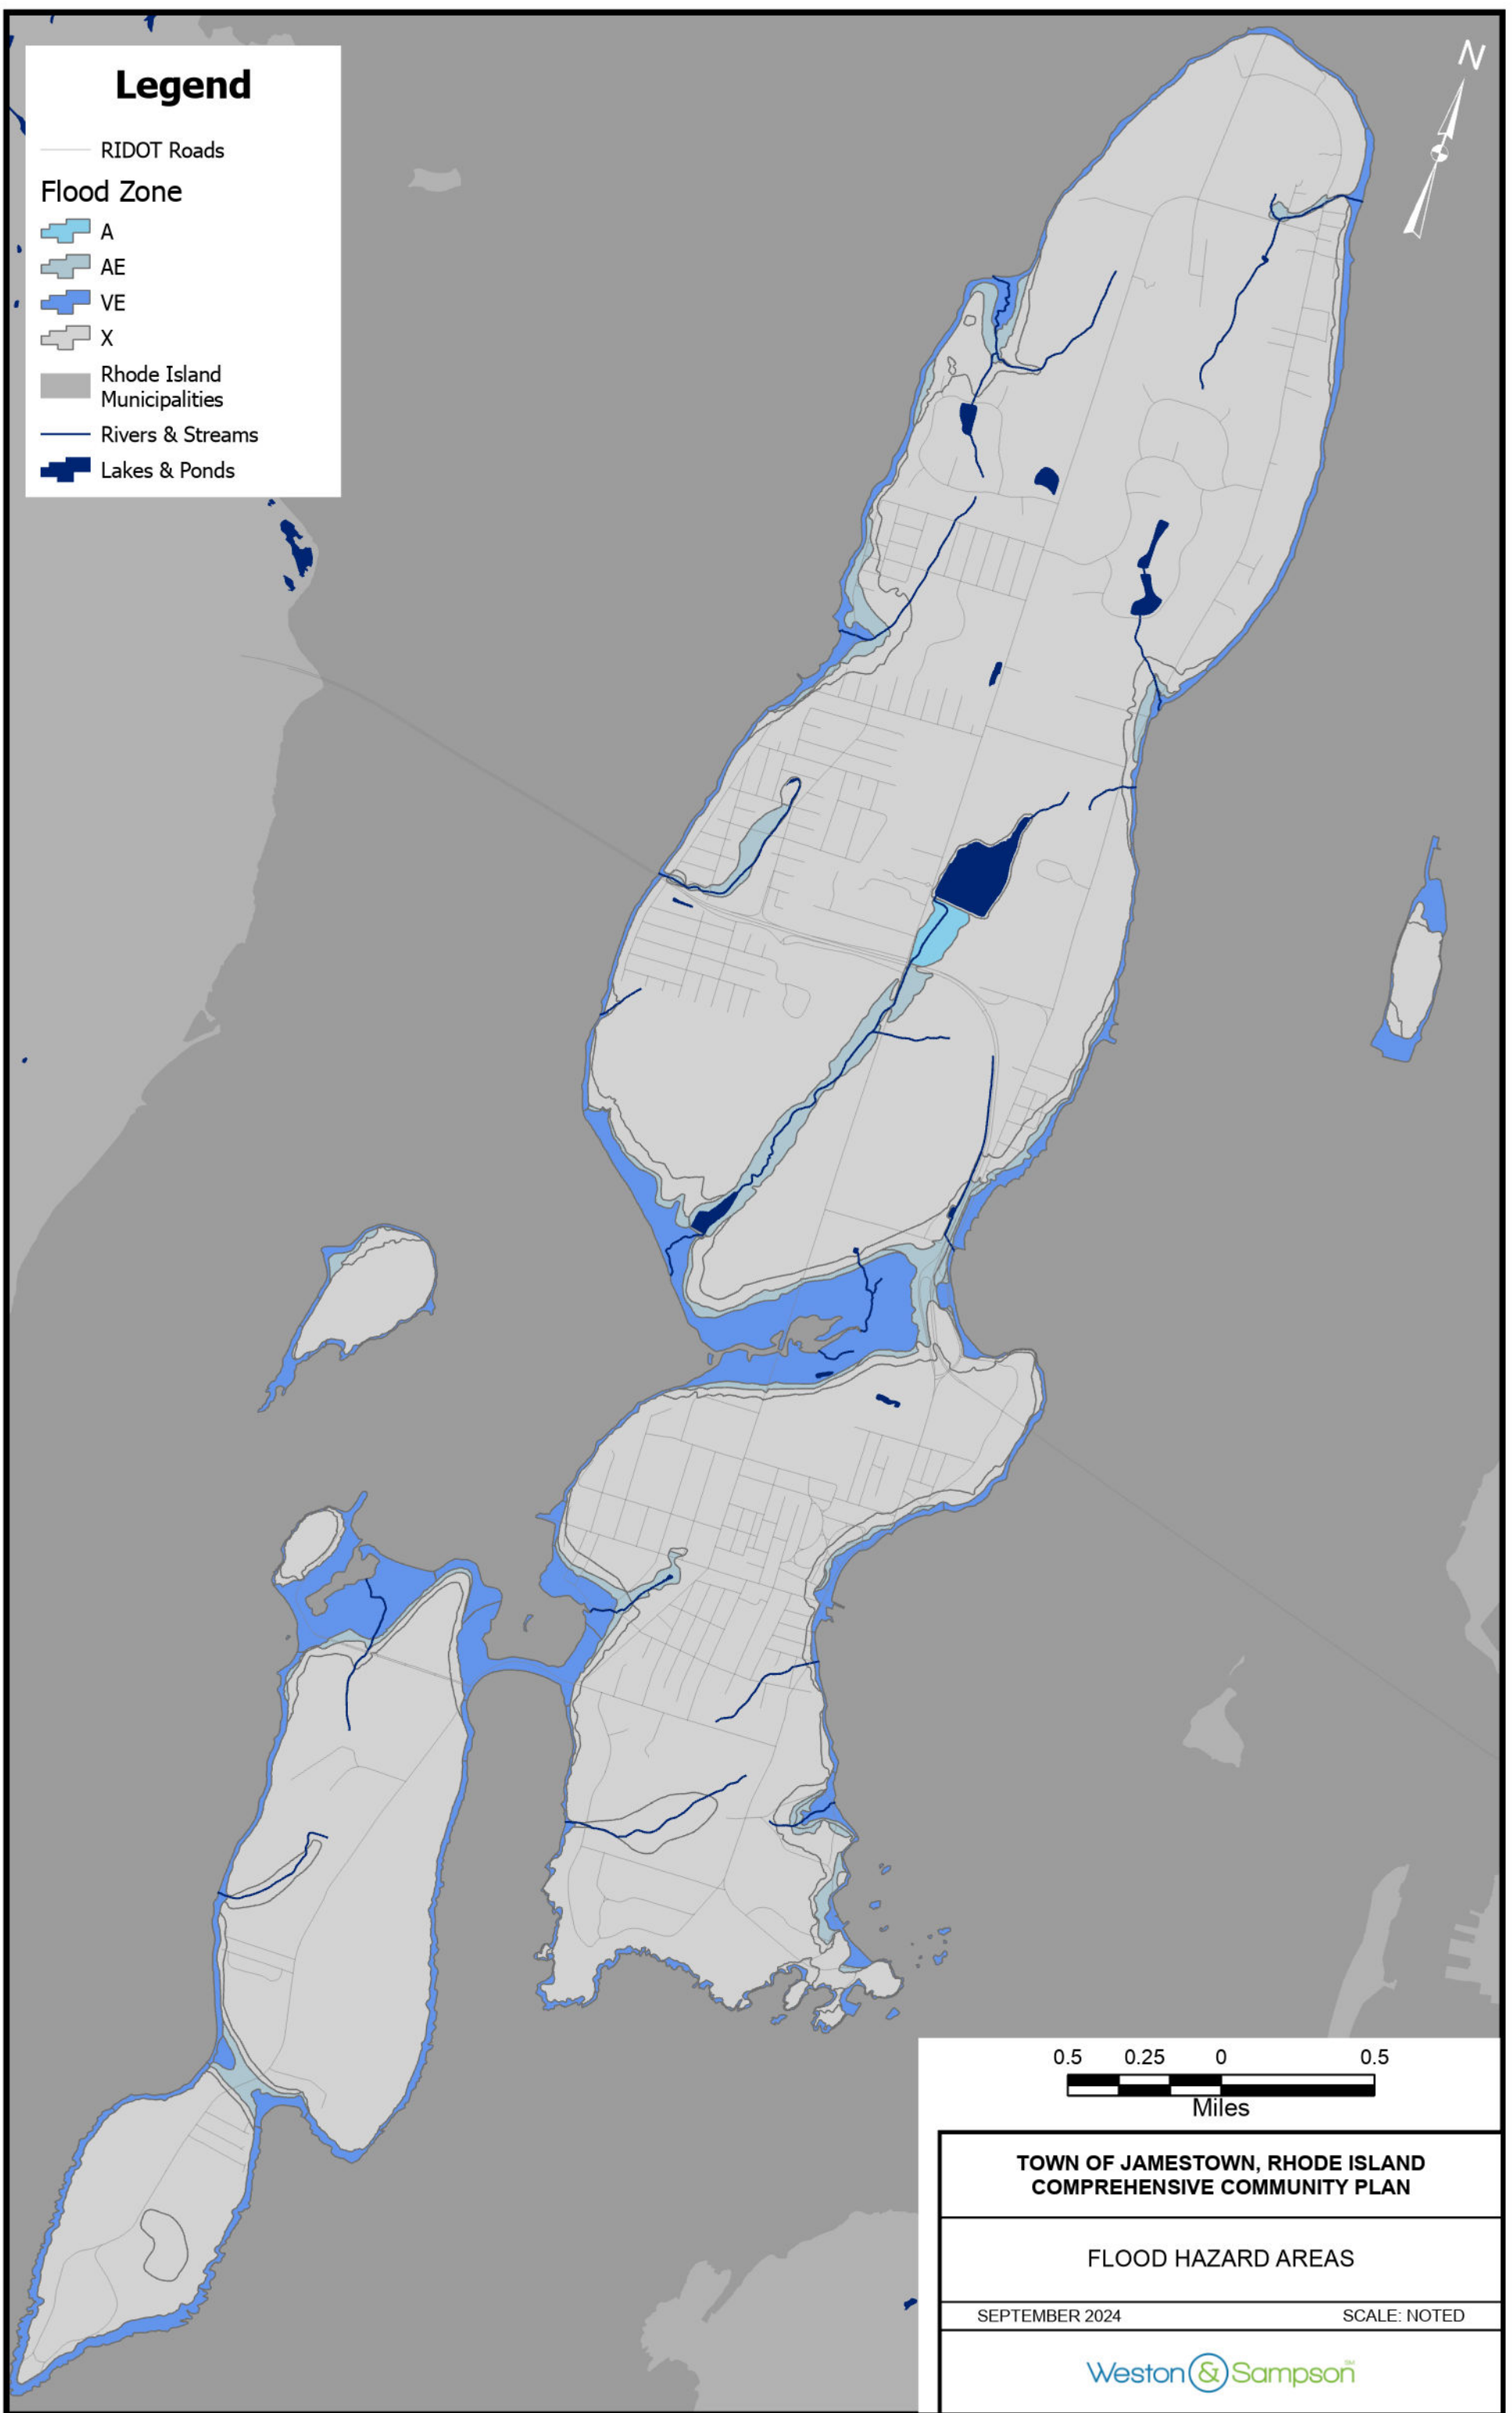 Legend
RIDOT Roads
Flood Zone
A
AE
VE
X
Rhode Island
Municipalities
Rivers & Streams
Lakes & Ponds
N
0.5 0.25 0 0.5
Miles
TOWN OF JAMESTOWN, RHODE ISLAND
COMPREHENSIVE COMMUNITY PLAN
FLOOD HAZARD AREAS
SEPTEMBER 2024 SCALE: NOTED
Weston & Sampson